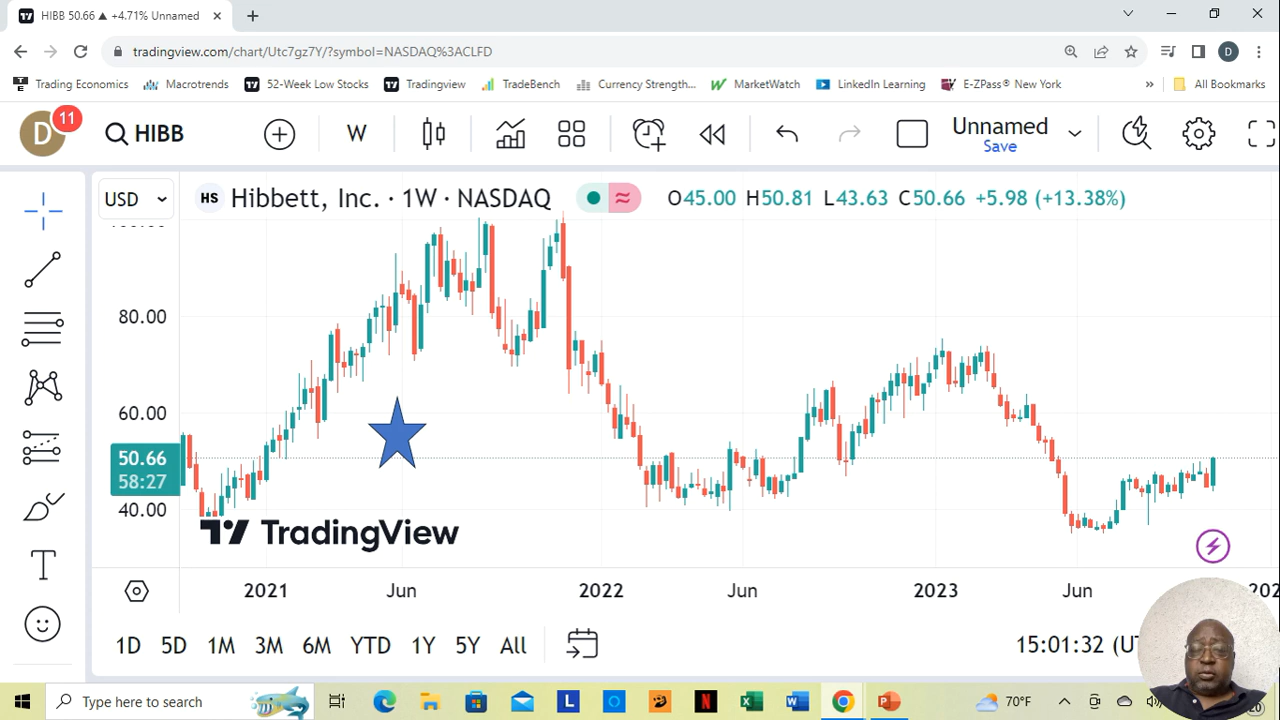 HIBB 50.66 ▲ +4.71% Unnamed
tradingview.com/chart/Utc7gz7Y/?symbol=NASDAQ%3ACLFD
D
Trading Economics
Macrotrends
52-Week Low Stocks
Tradingview
TradeBench
Currency Strength...
MarketWatch
LinkedIn Learning
E-ZPass® New York
»
All Bookmarks
D
11
HIBB
W
Unnamed
Save
USD
HS
Hibbett, Inc. · 1W · NASDAQ
O45.00 H50.81 L43.63 C50.66 +5.98 (+13.38%)
80.00
60.00
50.66
58:27
40.00
TradingView
2021
Jun
2022
Jun
2023
Jun
1D
5D
1M
3M
6M
YTD
1Y
5Y
All
15:01:32 (UT
T
Type here to search
70°F